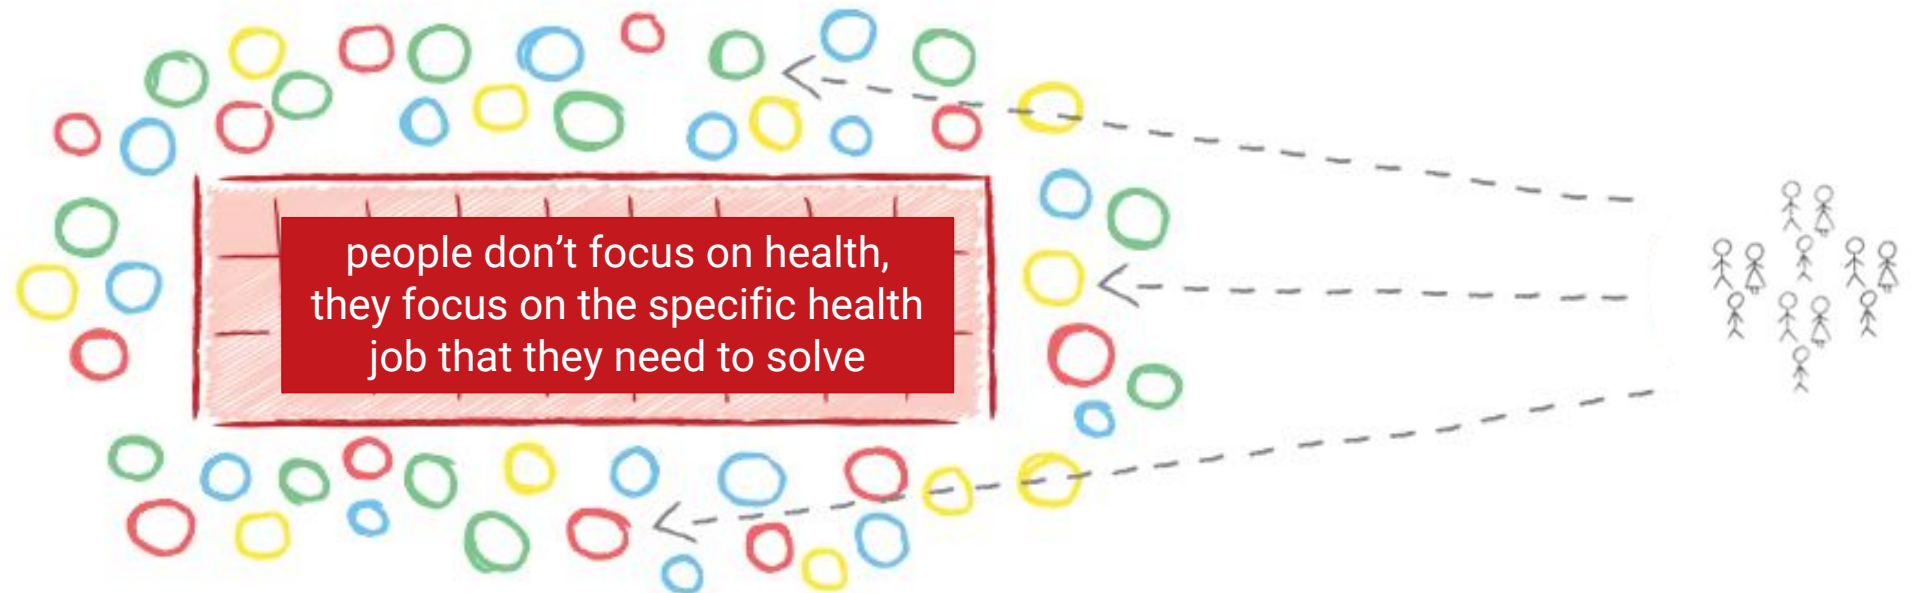 people don’t focus on health,
they focus on the specific health
job that they need to solve